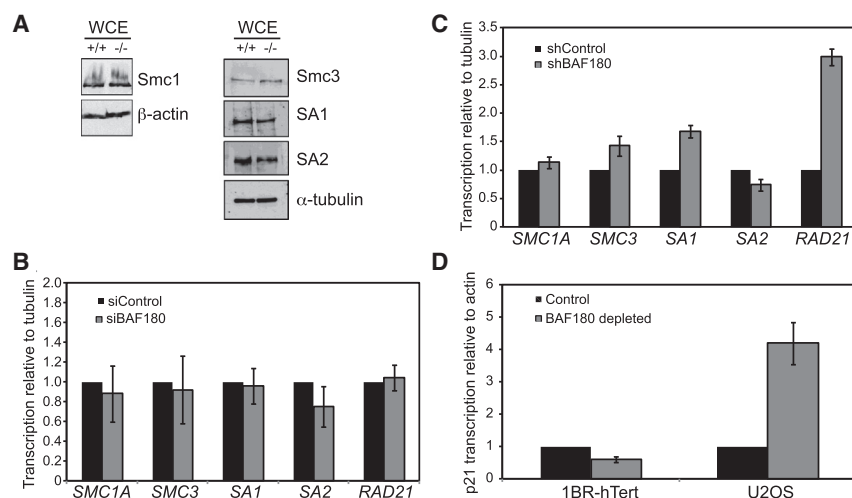 A
WCE
+/+ -/-
Smc1
β-actin
WCE
+/+ -/-
Smc3
SA1
SA2
α-tubulin
B
Transcription relative to tubulin
2.0
1.8
1.6
1.4
1.2
1.0
0.8
0.6
0.4
0.2
0
siControl
siBAF180
SMC1A SMC3 SA1 SA2 RAD21
C
Transcription relative to tubulin
3.5
3.0
2.5
2.0
1.5
1.0
0.5
0
shControl
shBAF180
SMC1A SMC3 SA1 SA2 RAD21
D
p21 transcription relative to actin
6
5
4
3
2
1
0
Control
BAF180 depleted
1BR-hTert U2OS